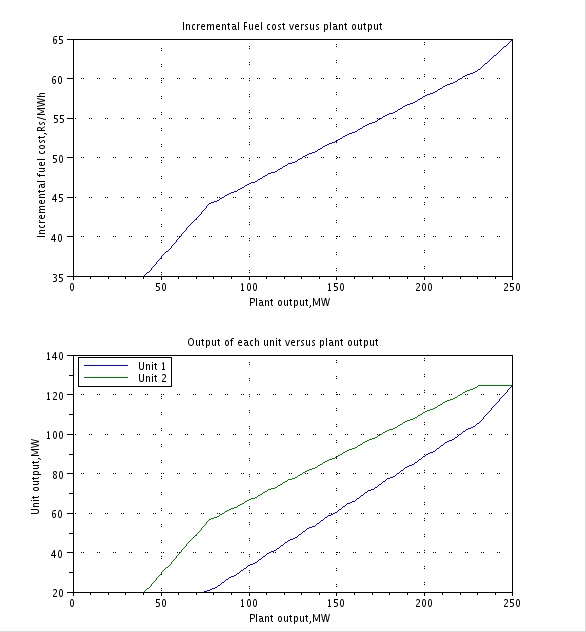 Incremental Fuel cost versus plant output
65
60
55
50
45
40
35
Incremental fuel cost,Rs/MWh
0 50 100 150 200 250
Plant output,MW
Output of each unit versus plant output
140
120
100
80
60
40
20
Unit output,MW
Unit 1
Unit 2
0 50 100 150 200 250
Plant output,MW